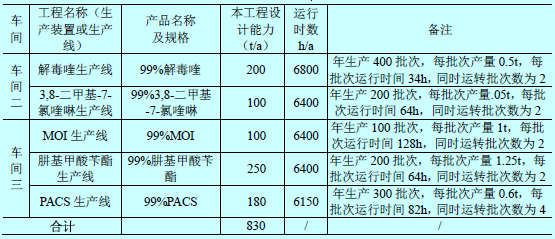 车间
工程名称（生产装置或生产线）
产品名称及规格
本工程设计能力（t/a）
运行时数 h/a
备注
车间二
解毒喹生产线
99%解毒喹
200
6800
年生产 400 批次，每批次产量 0.5t，每批次运行时间 34h，同时运转批次数为 2
3,8-二甲基-7-氯喹啉生产线
99%3,8-二甲基-7-氯喹啉
100
6400
年生产 200 批次，每批次产量.05t，每批次运行时间 64h，同时运转批次数为 2
车间三
MOI 生产线
99%MOI
100
6400
年生产 100 批次，每批次产量 1t，每批次运行时间 128h，同时运转批次数为 2
肼基甲酸苄酯生产线
99%肼基甲酸苄酯
250
6400
年生产 200 批次，每批次产量 1.25t，每批次运行时间 64h，同时运转批次数为 2
PACS 生产线
99%PACS
180
6150
年生产 300 批次，每批次产量 0.6t，每批次运行时间 82h，同时运转批次数为 4
合计
830
/
/